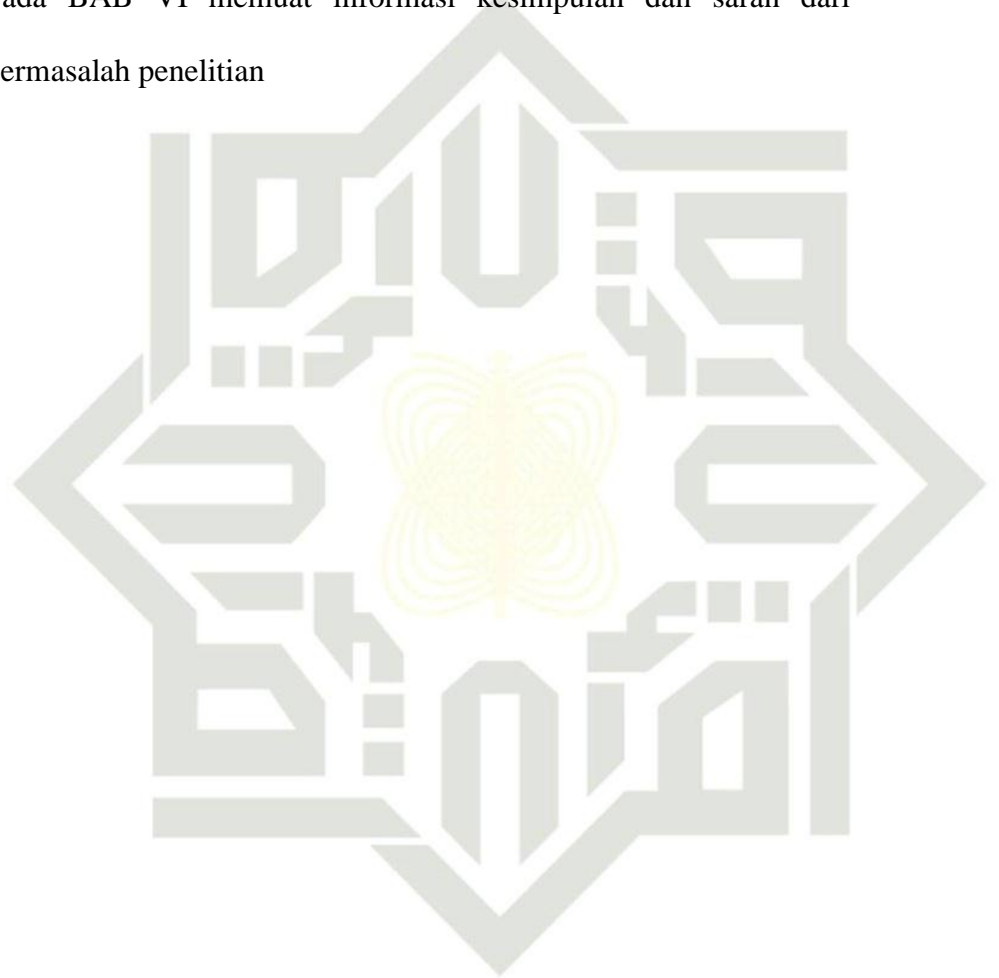 ada BAB VI memuat informasi kesimpulan dan saran dari
ermasalah penelitian